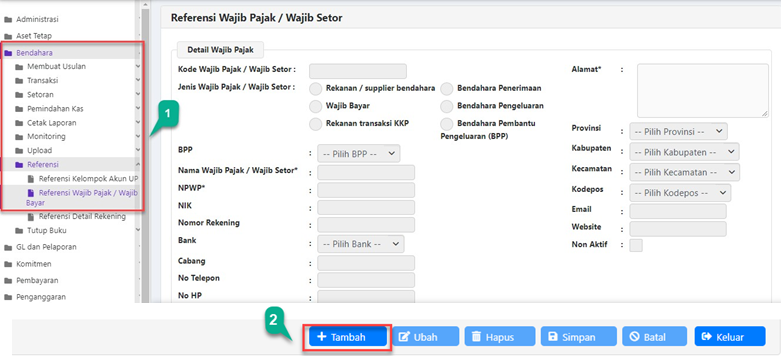 Administrasi
Aset Tetap
Bendahara
Membuat Usulan
Transaksi
Setoran
Pemindahan Kas
Cetak Laporan
Monitoring
Upload
Referensi
Referensi Kelompok Akun UP
Referensi Wajib Pajak / Wajib
Bayar
Referensi Detail Rekening
Tutup Buku
GL dan Pelaporan
Komitmen
Pembayaran
Penganggaran
1
Referensi Wajib Pajak / Wajib Setor
Detail Wajib Pajak
Kode Wajib Pajak / Wajib Setor :
Jenis Wajib Pajak / Wajib Setor :
Rekanan / supplier bendahara
Bendahara Penerimaan
Wajib Bayar
Bendahara Pengeluaran
Rekanan transaksi KKP
Bendahara Pembantu
Pengeluaran (BPP)
BPP : -- Pilih BPP --
Nama Wajib Pajak / Wajib Setor* :
NPWP* :
NIK :
Nomor Rekening :
Bank : -- Pilih Bank --
Cabang :
No Telepon :
No HP :
Alamat* :
Provinsi : -- Pilih Provinsi --
Kabupaten : -- Pilih Kabupaten --
Kecamatan : -- Pilih Kecamatan --
Kodepos : -- Pilih Kodepos --
Email :
Website :
Non Aktif :
2
+ Tambah
Ubah
Hapus
Simpan
Batal
Keluar